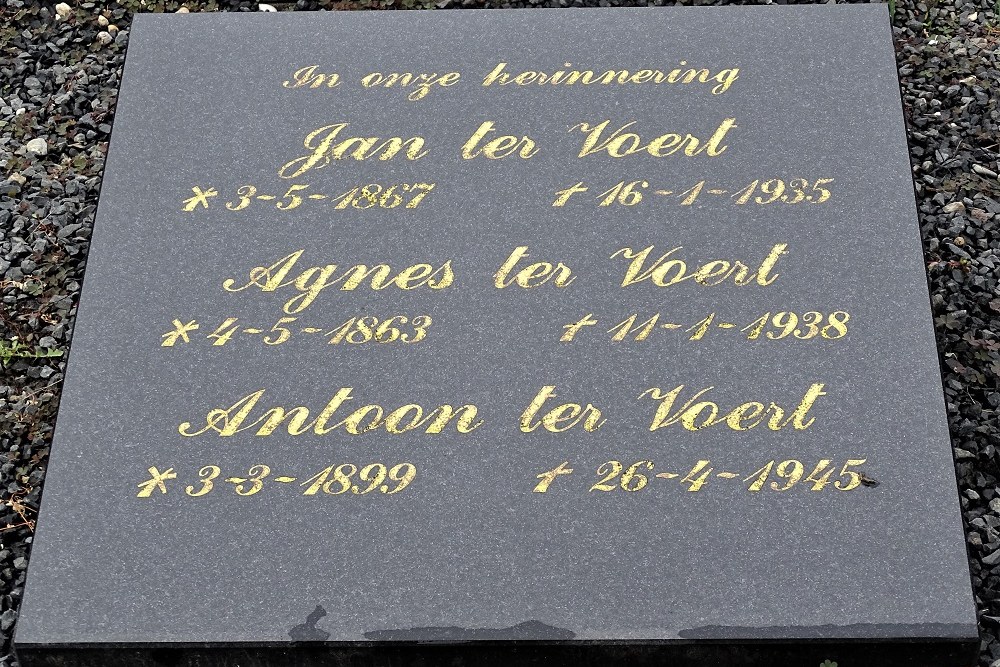 In onze herinnering
Jan ter Voert
* 3-5-1867 † 16-1-1935
Agnes ter Voert
* 4-5-1863 † 11-1-1938
Antoon ter Voert
* 3-3-1899 † 26-4-1945